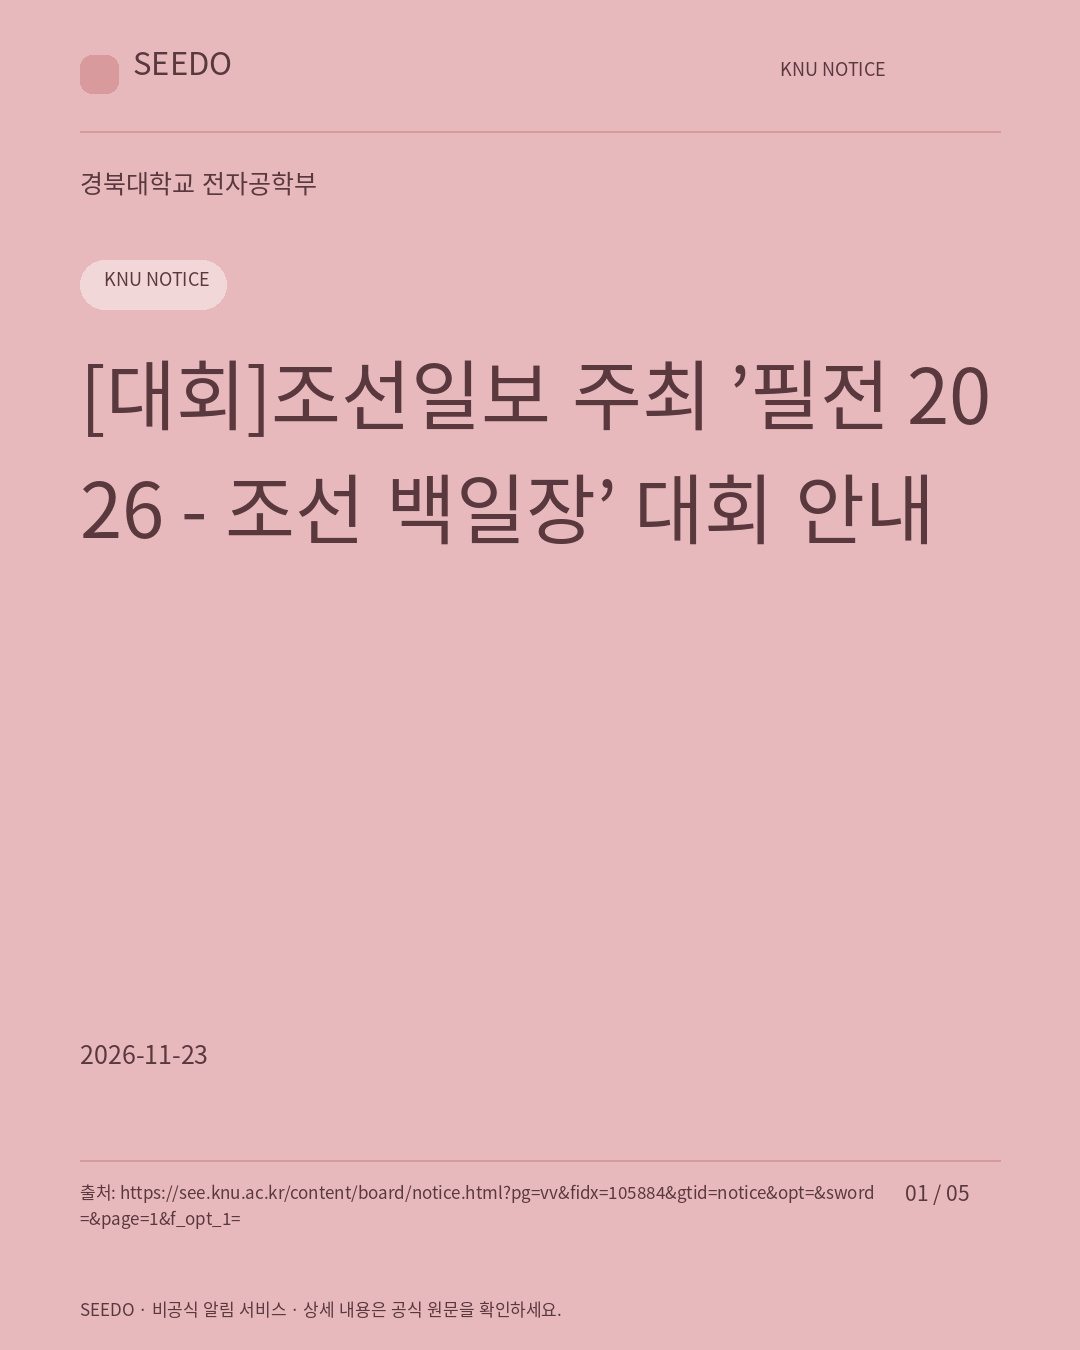 SEEDO
KNU NOTICE
경북대학교 전자공학부
KNU NOTICE
[대회]조선일보 주최 ’필전 20
26 - 조선 백일장’ 대회 안내
2026-11-23
출처: https://see.knu.ac.kr/content/board/notice.html?pg=vv&fidx=105884&gtid=notice&opt=&sword
=&page=1&f_opt_1=
01 / 05
SEEDO · 비공식 알림 서비스 · 상세 내용은 공식 원문을 확인하세요.